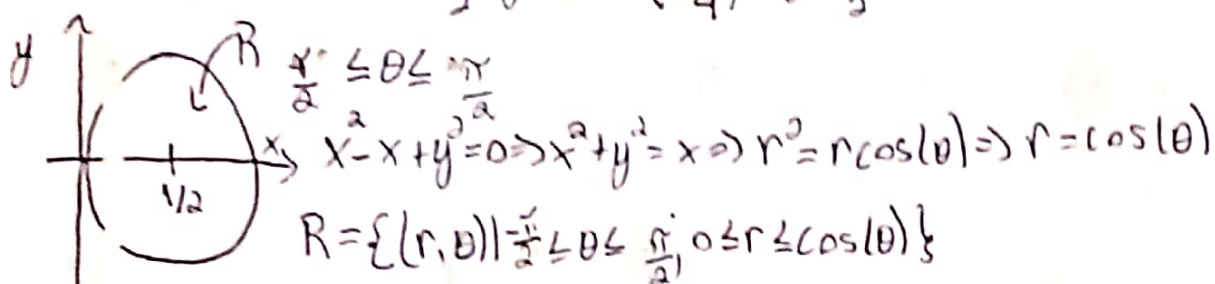 y R π/2 ≤ θ ≤ π/2
x x² - x + y² = 0 => x² + y² = x => r² = r cos(θ) => r = cos(θ)
1/2
R = {(r, θ) | -π/2 ≤ θ ≤ π/2, 0 ≤ r ≤ cos(θ)}